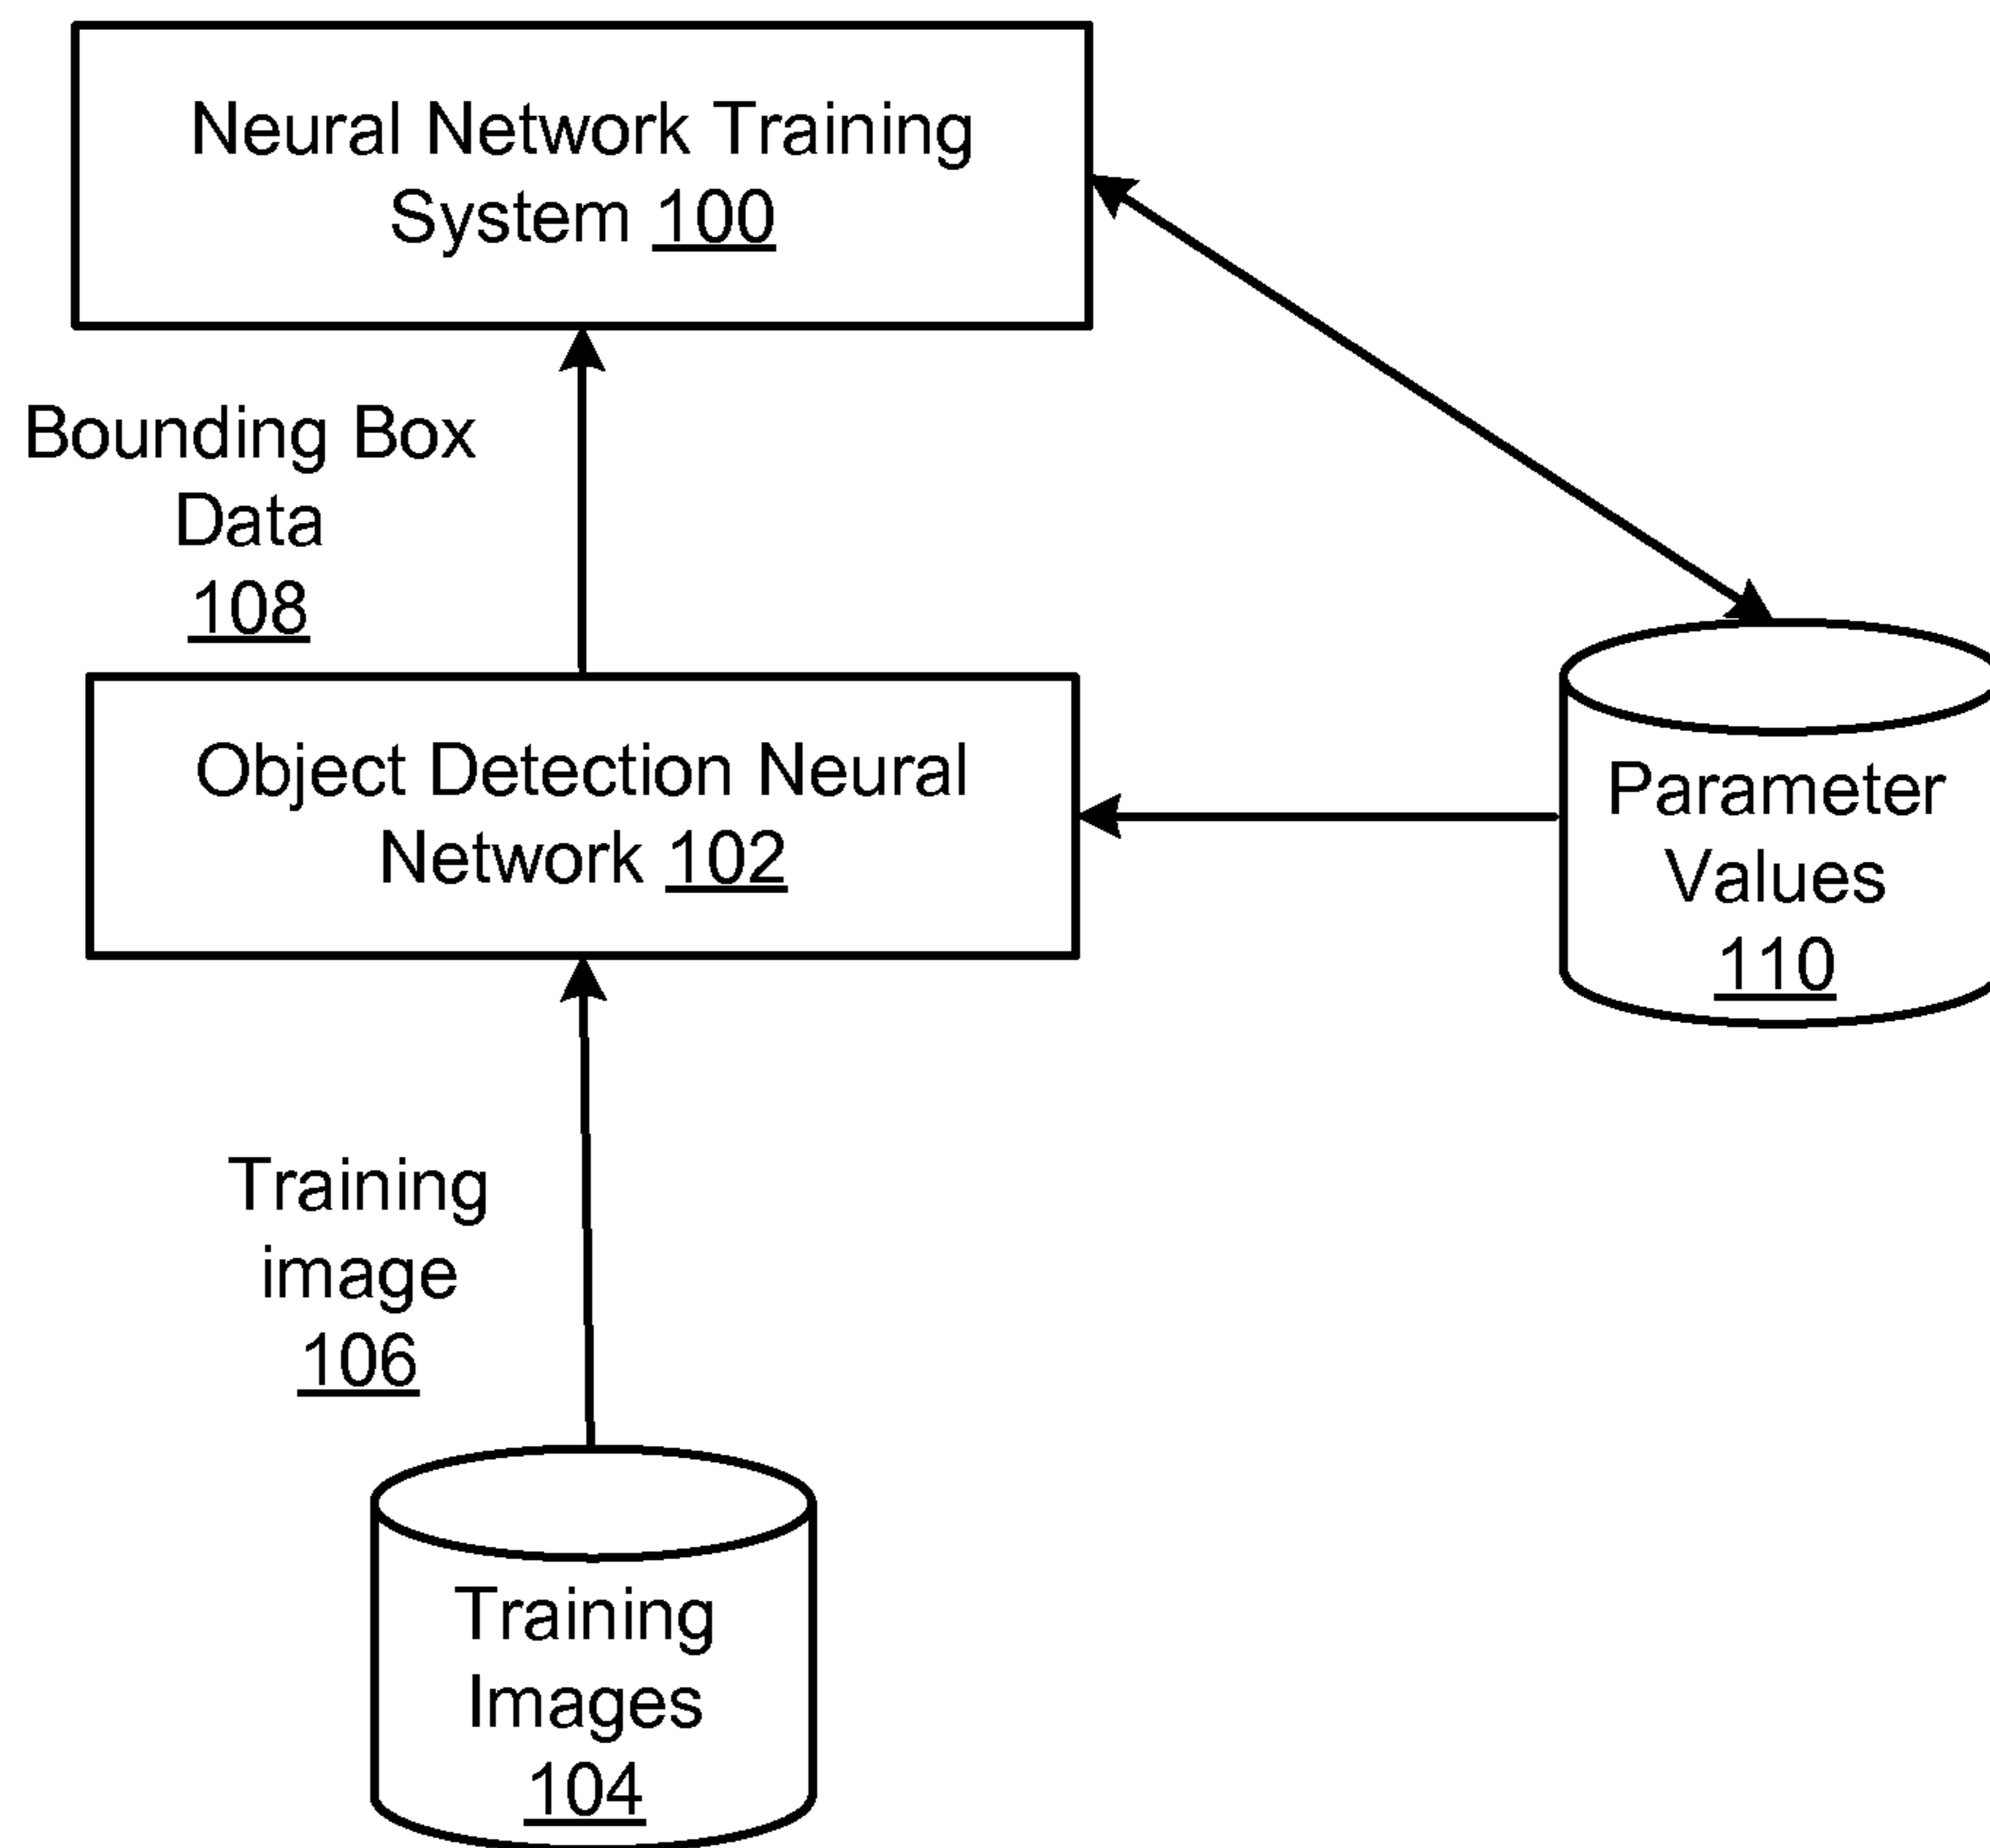 Neural Network Training
System 100
Bounding Box
Data
108
Object Detection Neural
Network 102
Parameter
Values
110
Training
image
106
Training
Images
104